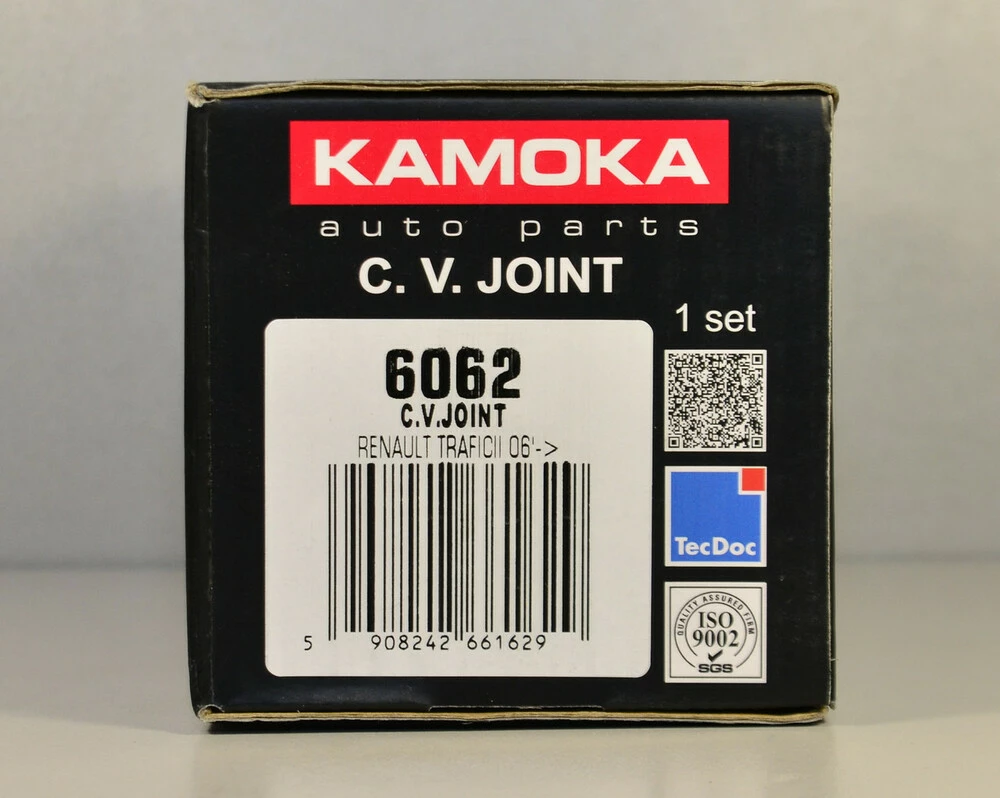 KAMOKA
auto parts
C. V. JOINT
1 set
6062
C.V.JOINT
RENAULT TRAFICII 06'->
5 908242 661629
TecDoc
QUALITY ASSURED FIRM
ISO
9002
SGS